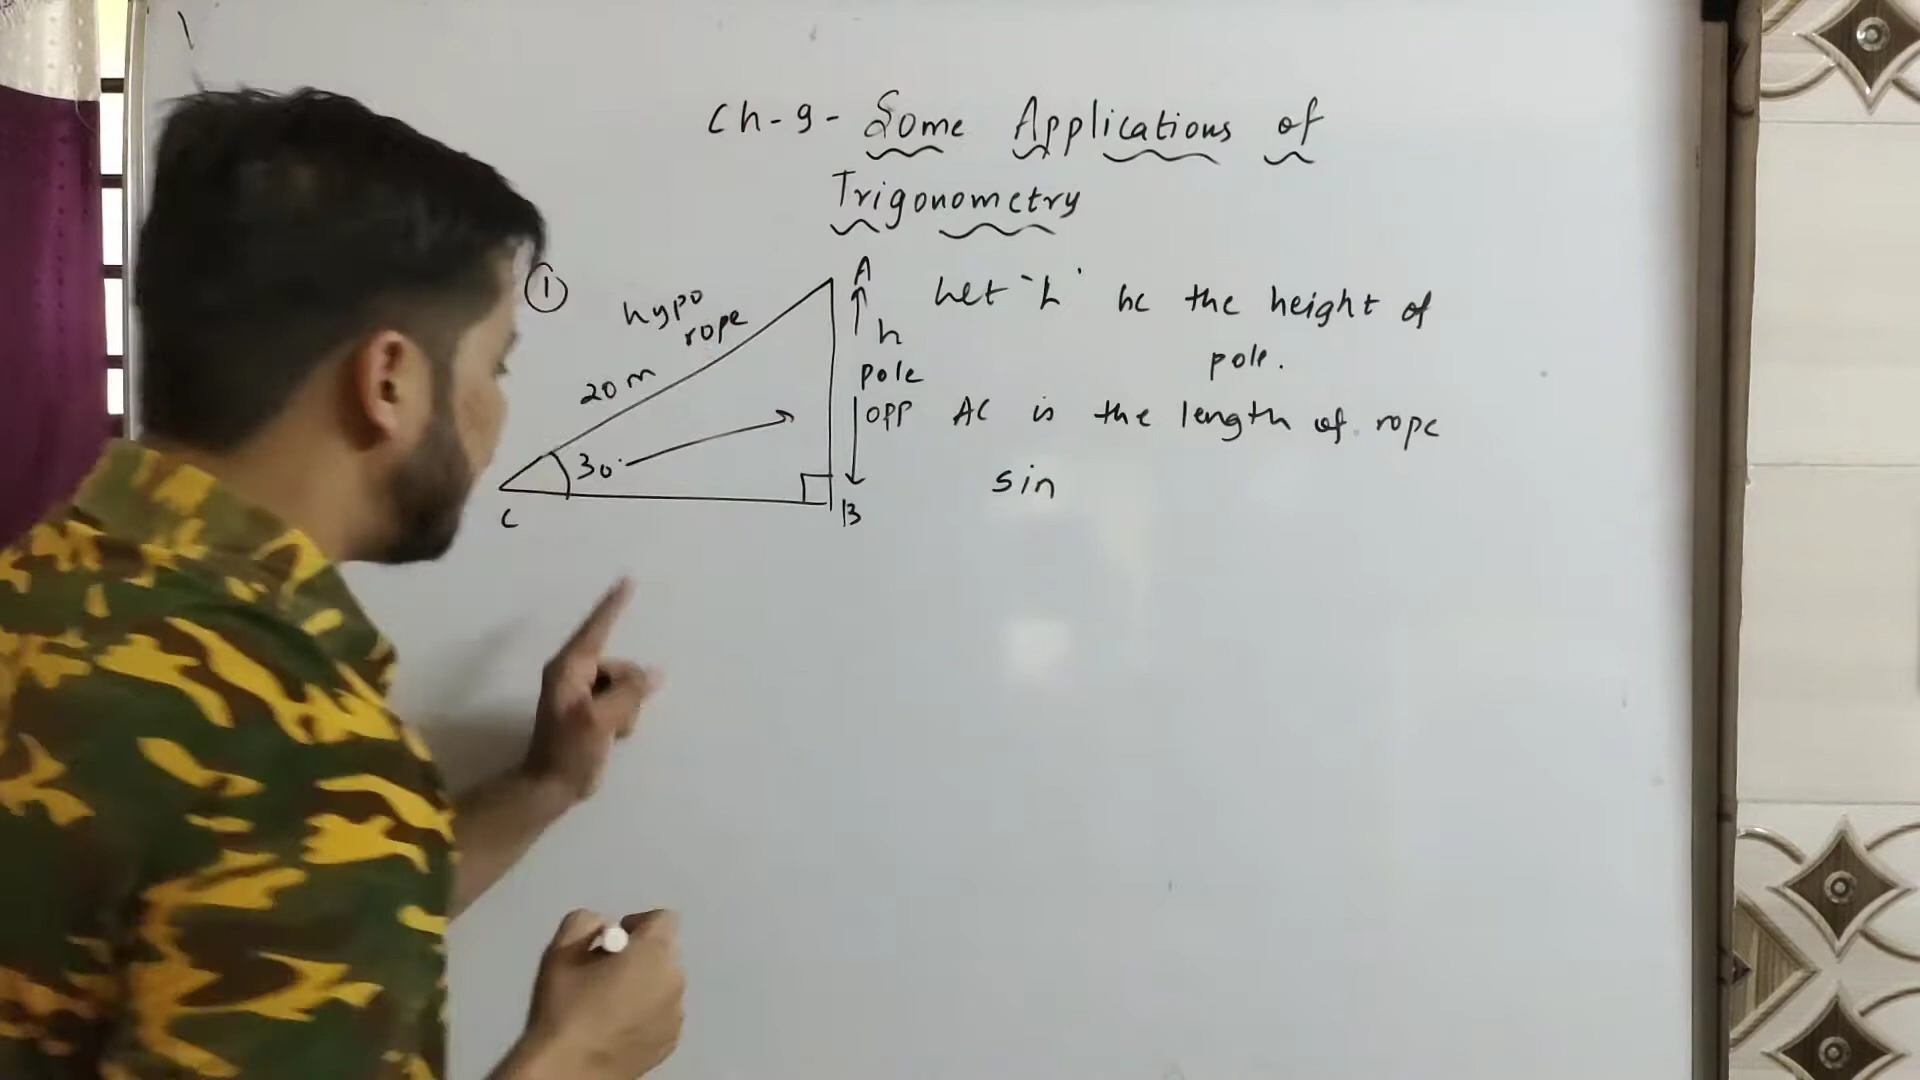 Ch-9- Some Applications of
Trigonometry
①
hypo
rope
20 m
30°
C
A
h
pole
opp
B
Let "h" be the height of
pole.
AC is the length of rope
sin